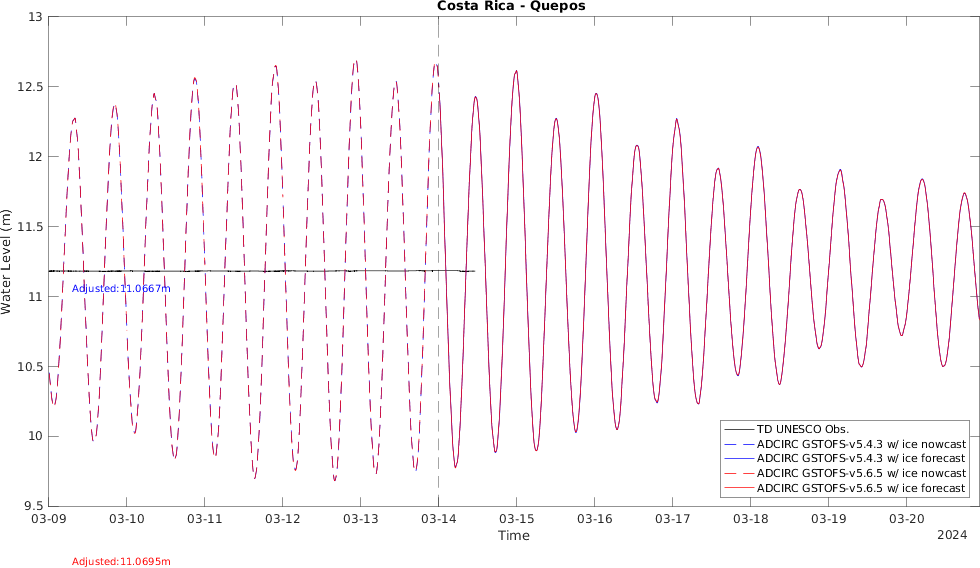 Costa Rica - Quepos
13
12.5
12
11.5
11
10.5
10
9.5
Water Level (m)
Adjusted:11.0667m
TD UNESCO Obs.
ADCIRC GSTOFS-v5.4.3 w/ ice nowcast
ADCIRC GSTOFS-v5.4.3 w/ ice forecast
ADCIRC GSTOFS-v5.6.5 w/ ice nowcast
ADCIRC GSTOFS-v5.6.5 w/ ice forecast
03-09 03-10 03-11 03-12 03-13 03-14 03-15 03-16 03-17 03-18 03-19 03-20
Time
2024
Adjusted:11.0695m